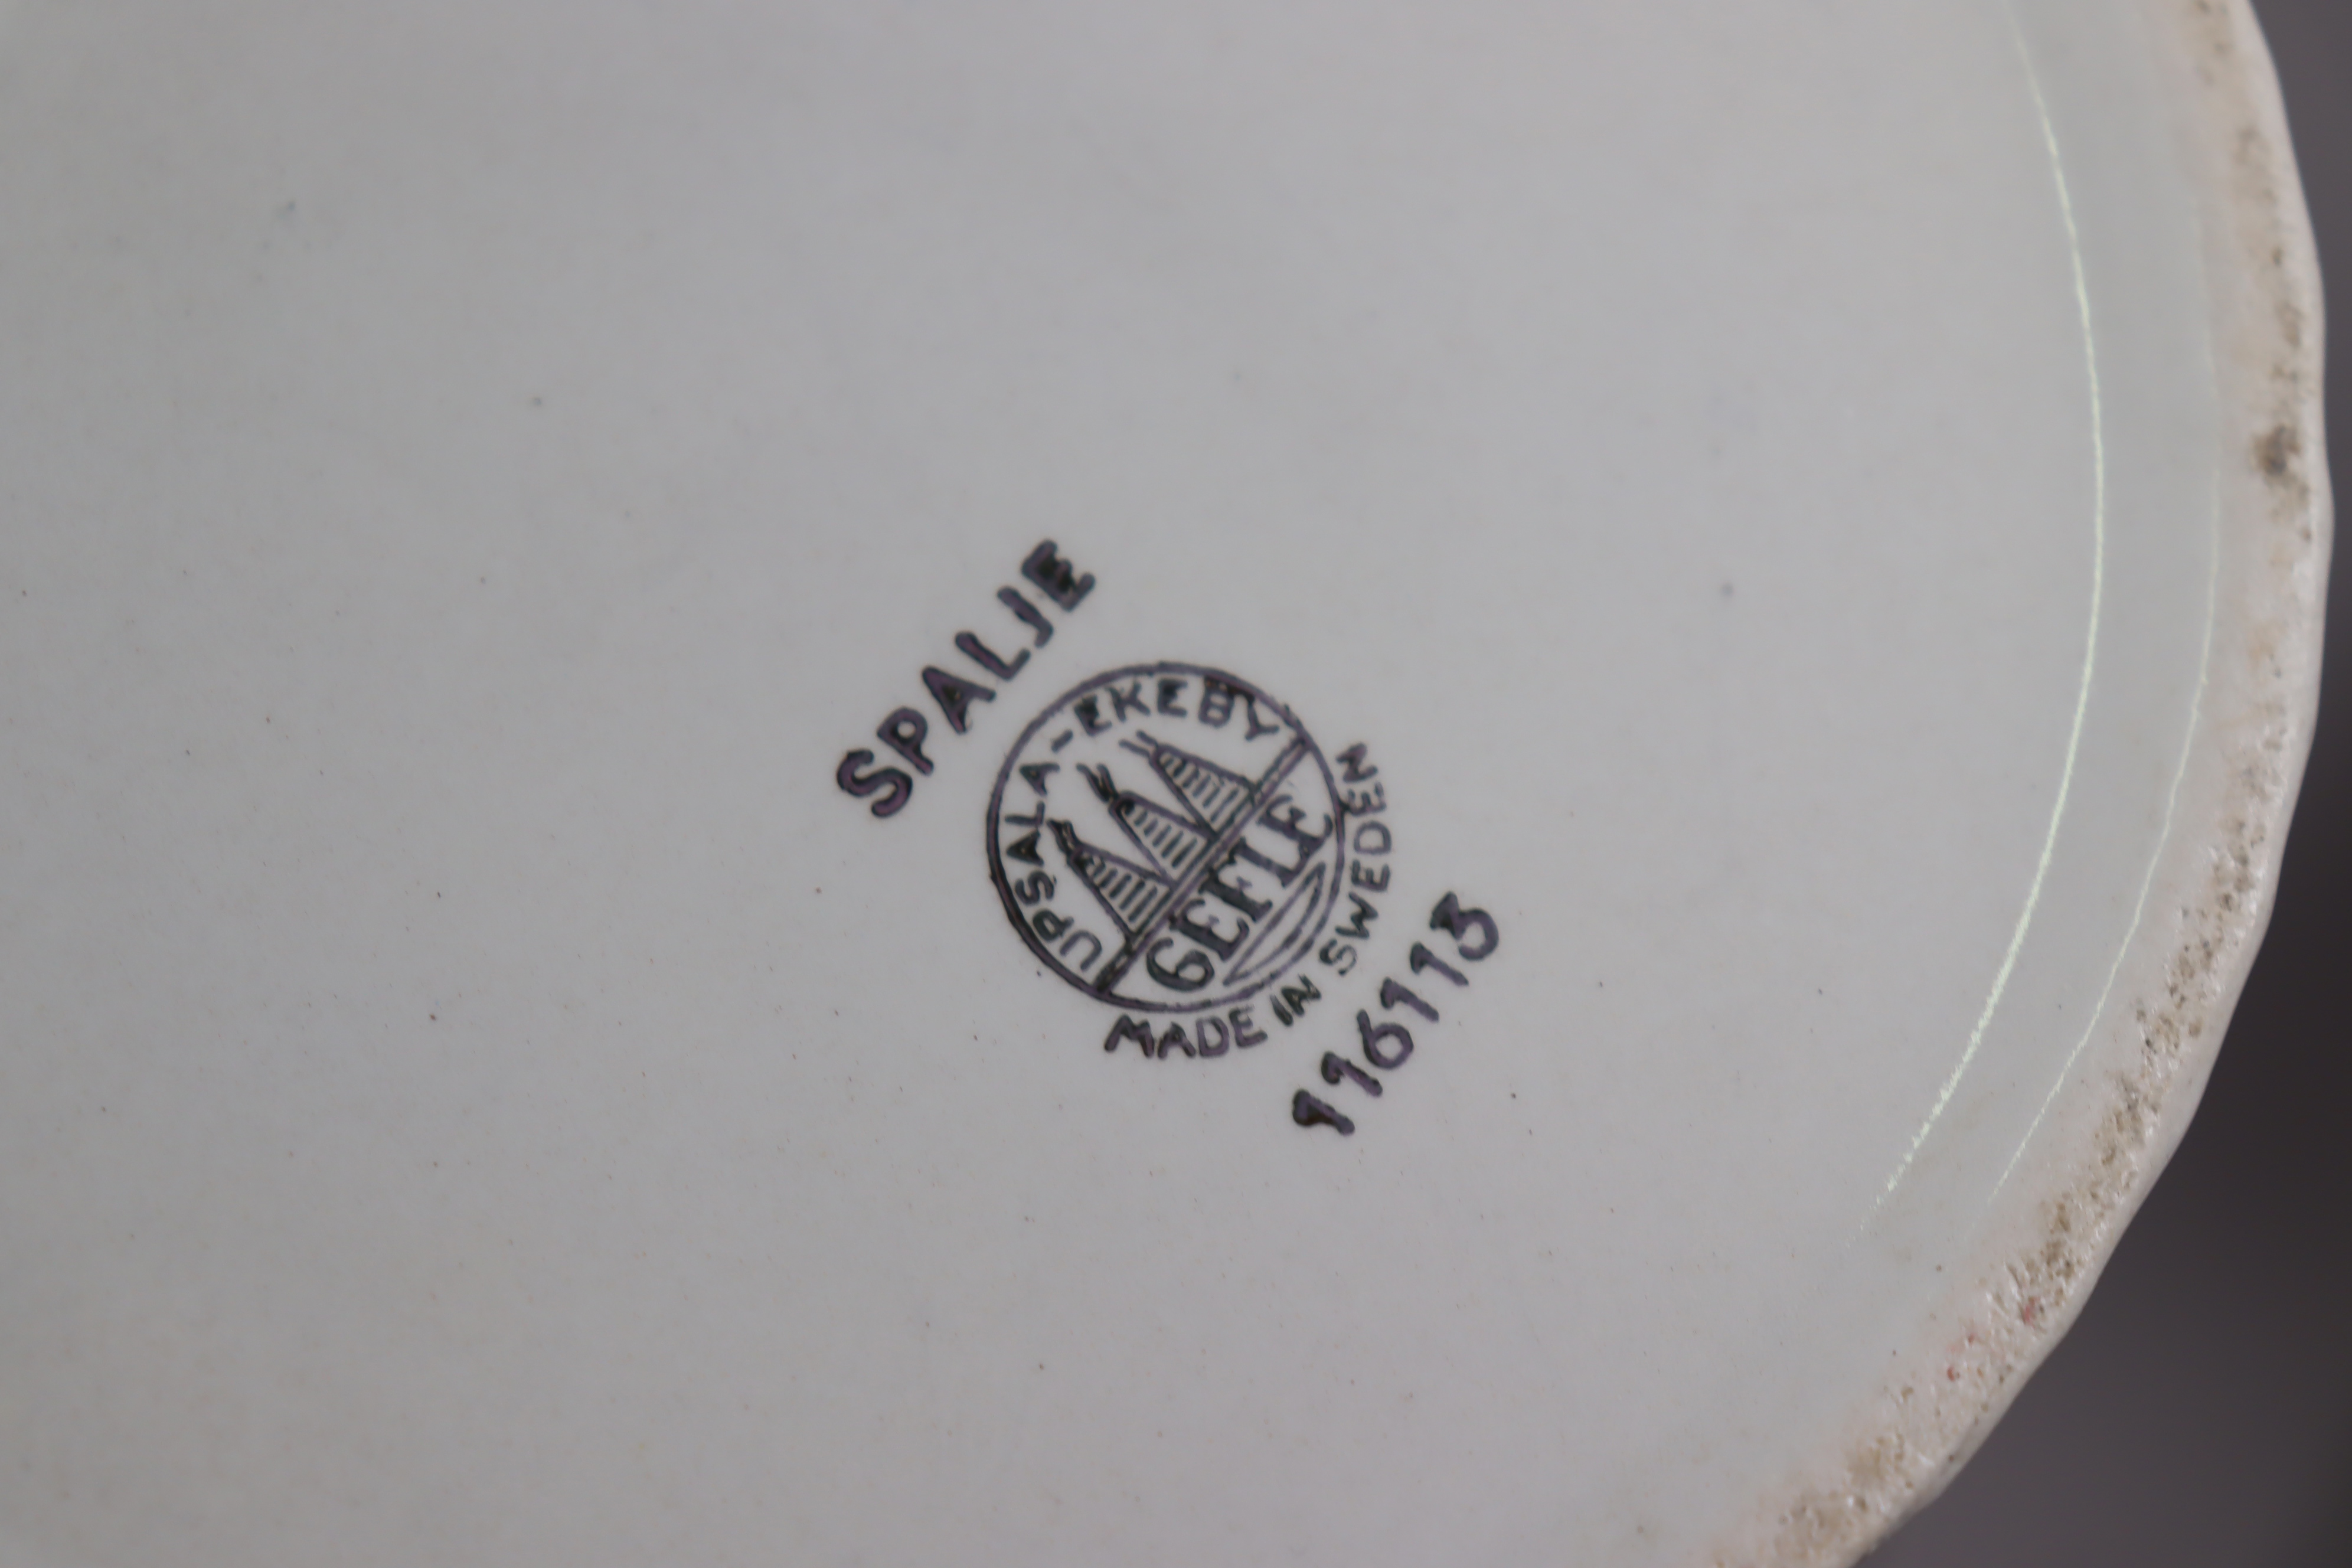 SPALJE
UPSALA-EKEBY
GEFLE
MADE IN SWEDEN
116113